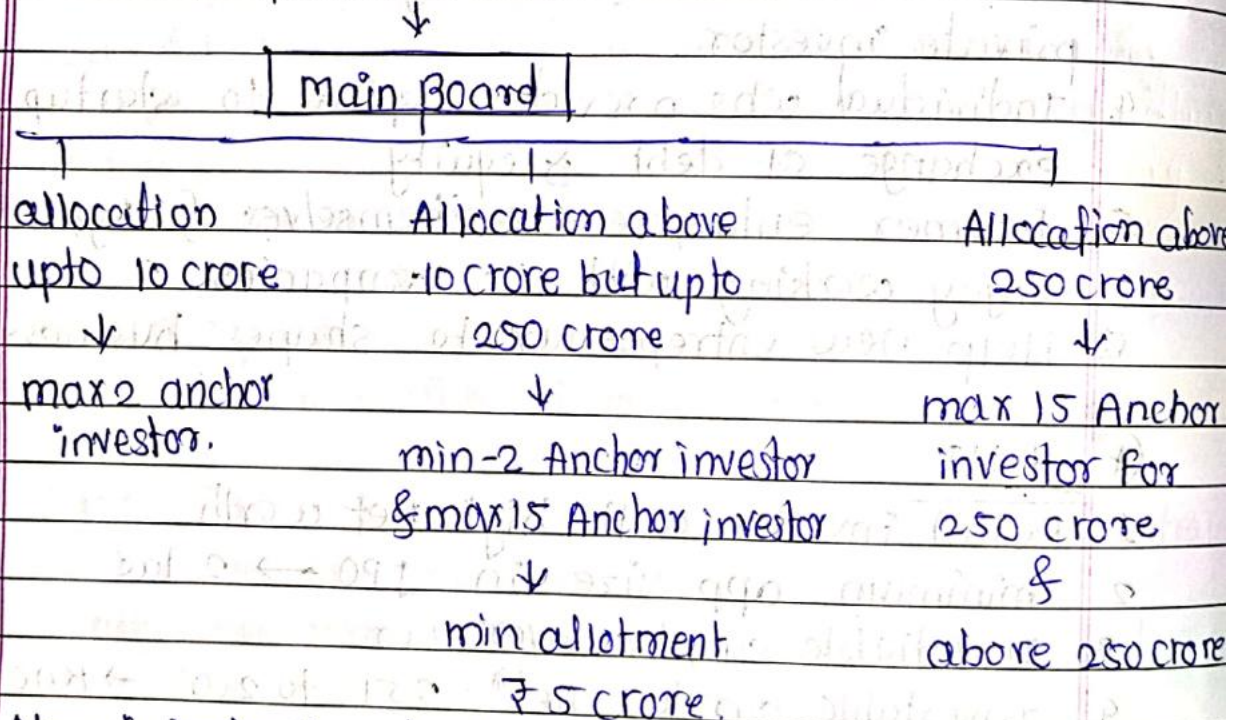 Main Board
allocation
upto 10 crore
↓
max 2 anchor
investor.
Allocation above
10 crore but upto
250 crore
↓
min-2 Anchor investor
& max 15 Anchor investor
↓
min allotment
₹ 5 crore.
Allocation above
250 crore
↓
max 15 Anchor
investor for
250 crore
&
above 250 crore